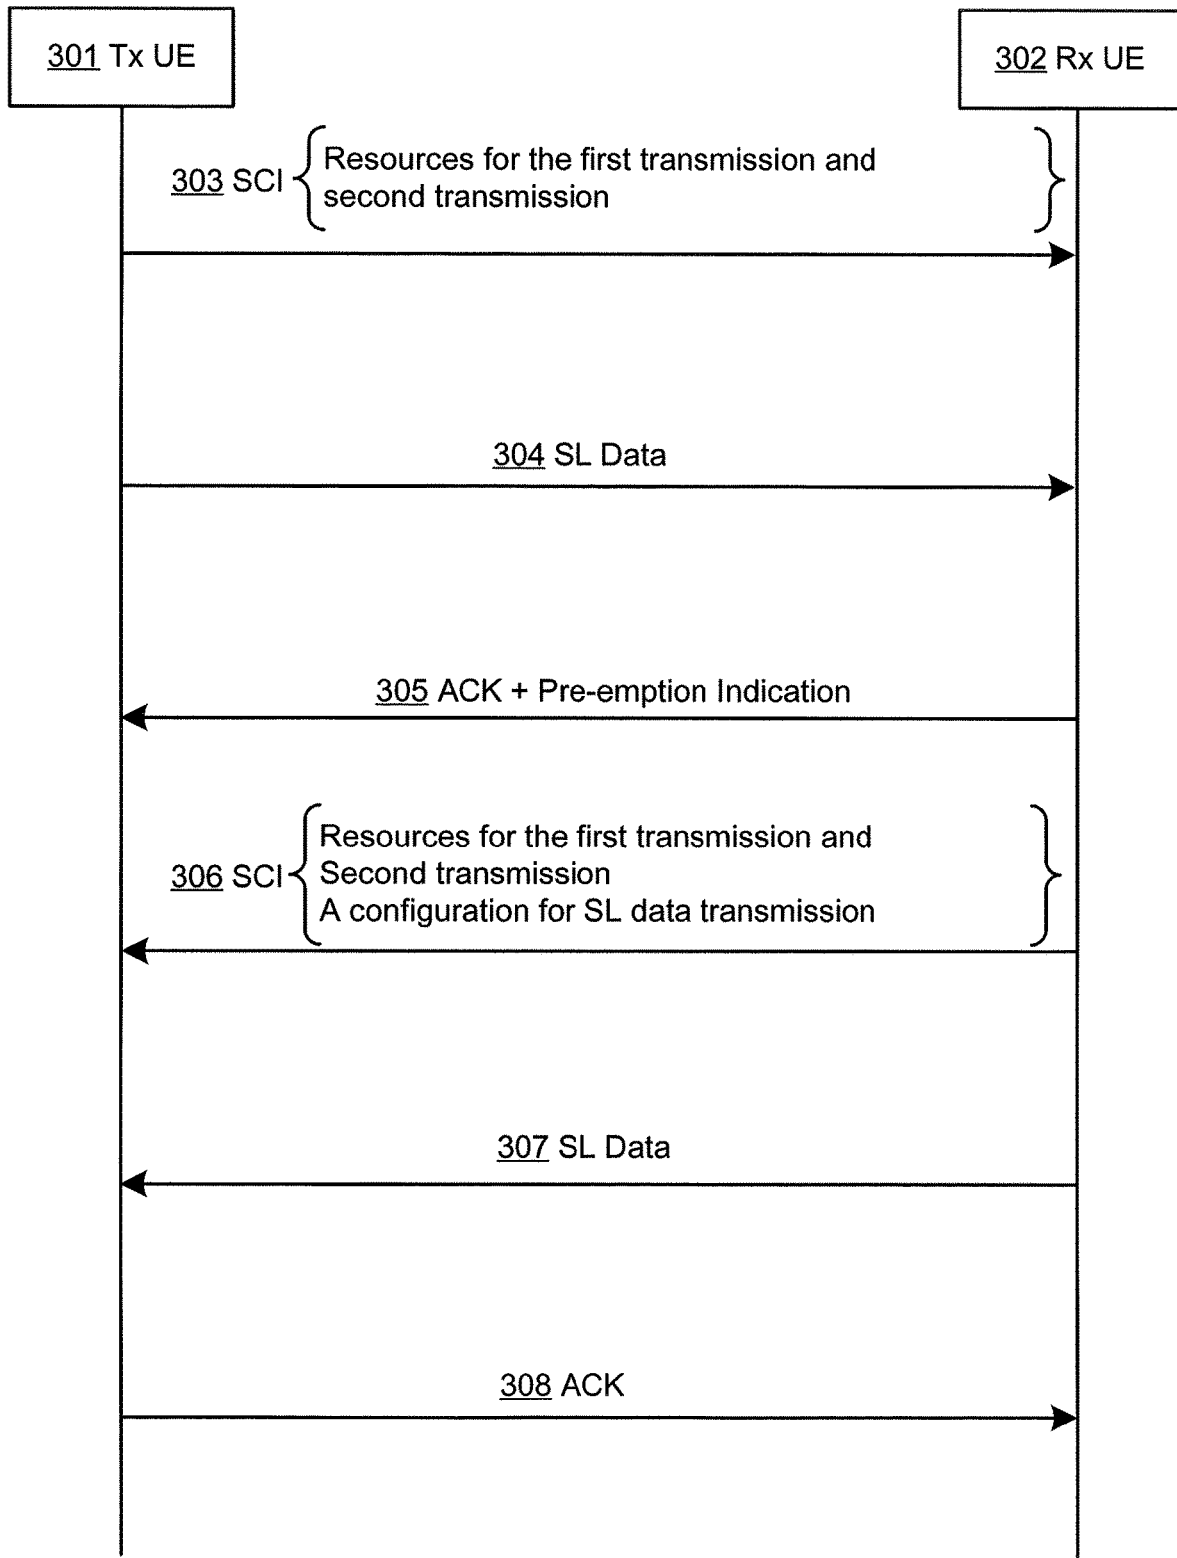 301 Tx UE
302 Rx UE
303 SCI
Resources for the first transmission and
second transmission
304 SL Data
305 ACK + Pre-emption Indication
306 SCI
Resources for the first transmission and
Second transmission
A configuration for SL data transmission
307 SL Data
308 ACK